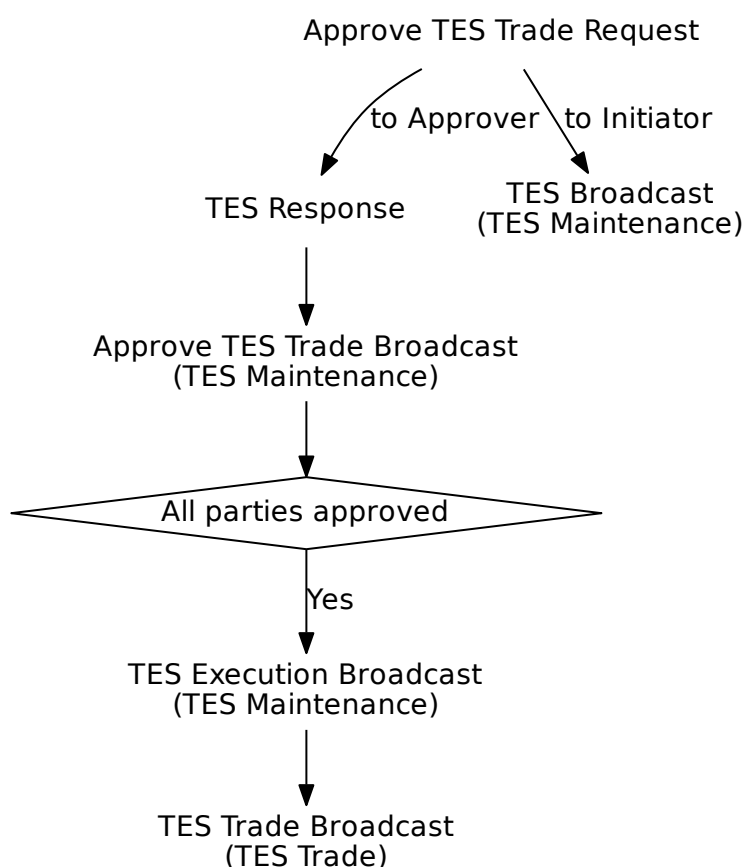 Approve TES Trade Request
to Approver
to Initiator
TES Response
TES Broadcast
(TES Maintenance)
Approve TES Trade Broadcast
(TES Maintenance)
All parties approved
Yes
TES Execution Broadcast
(TES Maintenance)
TES Trade Broadcast
(TES Trade)